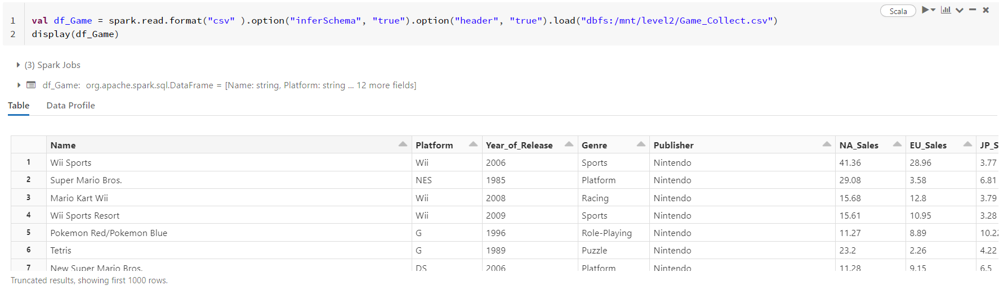 Scala
1 val df_Game = spark.read.format("csv" ).option("inferSchema", "true").option("header", "true").load("dbfs:/mnt/level2/Game_Collect.csv")
2 display(df_Game)
(3) Spark Jobs
df_Game: org.apache.spark.sql.DataFrame = [Name: string, Platform: string ... 12 more fields]
Table Data Profile
Name Platform Year_of_Release Genre Publisher NA_Sales EU_Sales JP_S
1 Wii Sports Wii 2006 Sports Nintendo 41.36 28.96 3.77
2 Super Mario Bros. NES 1985 Platform Nintendo 29.08 3.58 6.81
3 Mario Kart Wii Wii 2008 Racing Nintendo 15.68 12.8 3.79
4 Wii Sports Resort Wii 2009 Sports Nintendo 15.61 10.95 3.28
5 Pokemon Red/Pokemon Blue G 1996 Role-Playing Nintendo 11.27 8.89 10.22
6 Tetris G 1989 Puzzle Nintendo 23.2 2.26 4.22
7 New Super Mario Bros. DS 2006 Platform Nintendo 11.28 9.15 6.5
Truncated results, showing first 1000 rows.